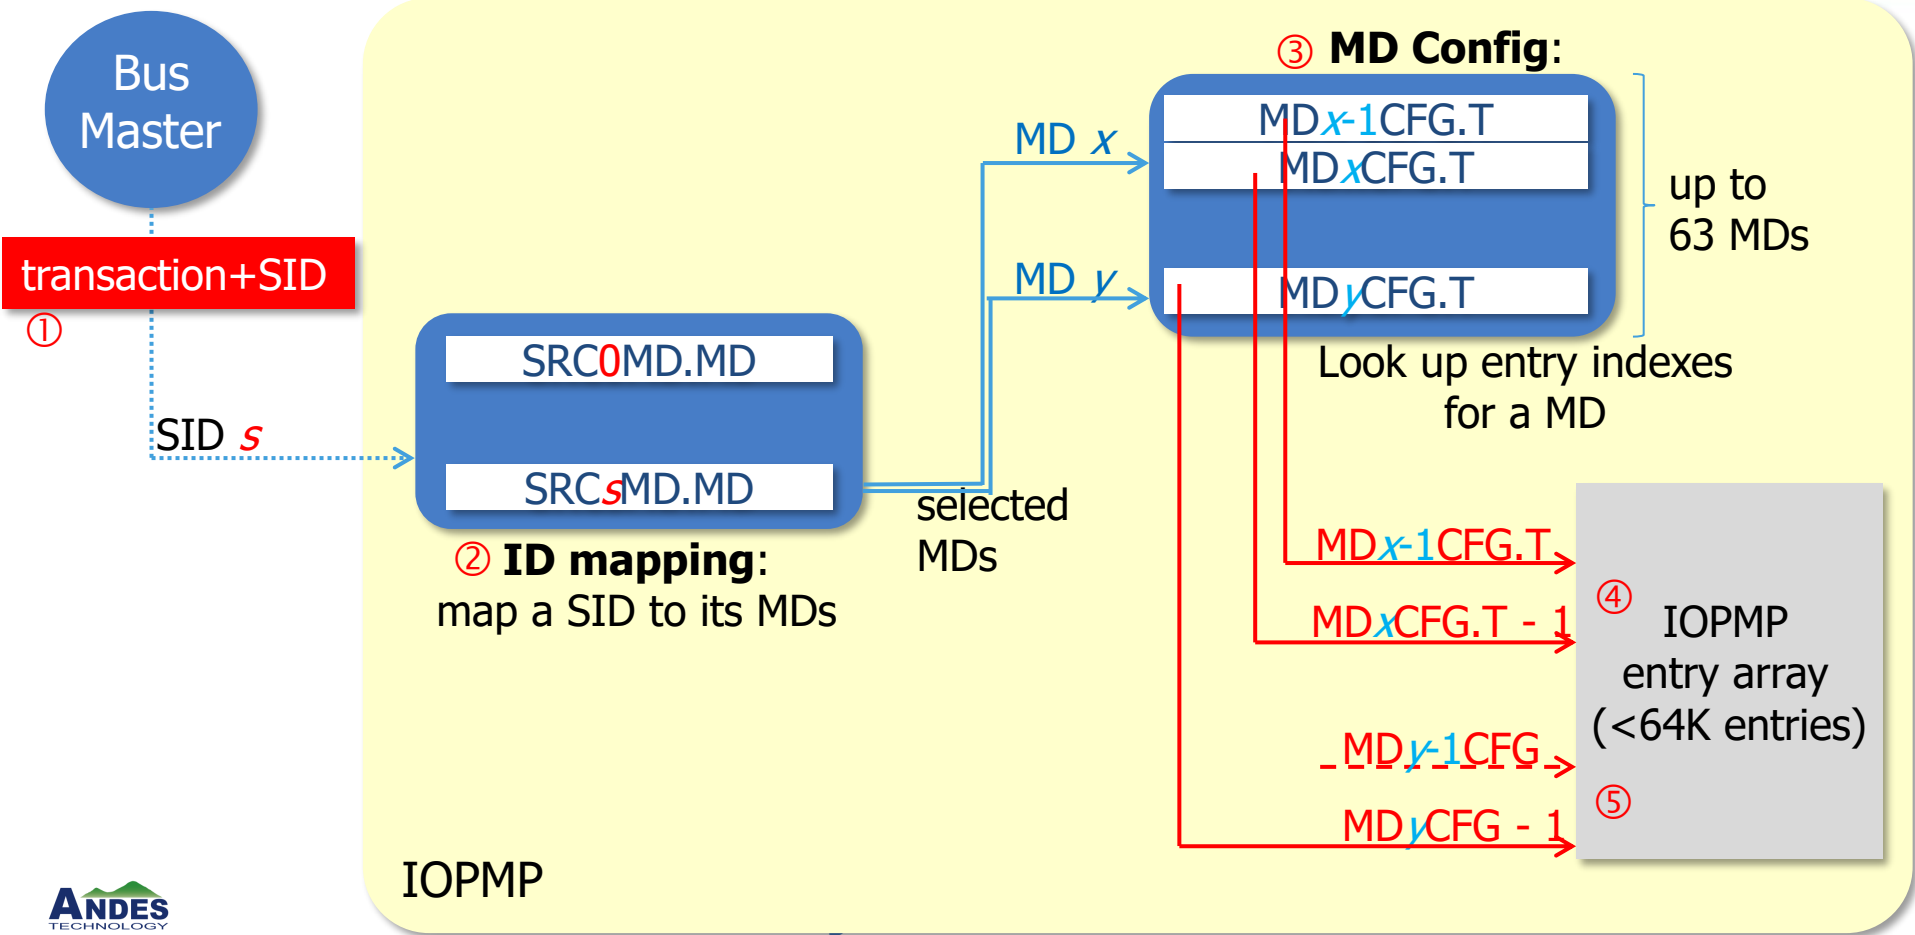 Bus
Master
transaction+SID
①
SID s
SRC0MD.MD
SRCsMD.MD
② ID mapping:
map a SID to its MDs
selected
MDs
MD x
MD y
③ MD Config:
MDx-1CFG.T
MDxCFG.T
MDyCFG.T
up to
63 MDs
Look up entry indexes
for a MD
MDx-1CFG.T
MDxCFG.T - 1
MDy-1CFG
MDyCFG - 1
④
IOPMP
entry array
(<64K entries)
⑤
IOPMP
ANDES
TECHNOLOGY